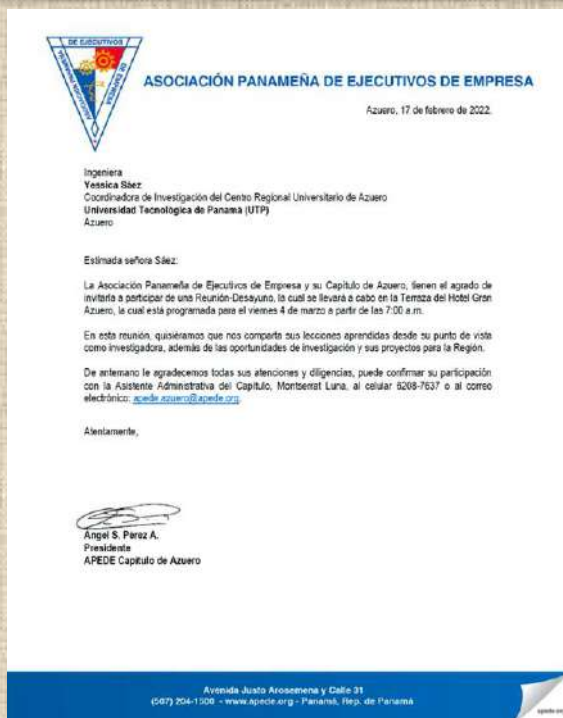 DE EJECUTIVOS
DE EMPRESA
ASOCIACIÓN PANAMEÑA
ASOCIACIÓN PANAMEÑA DE EJECUTIVOS DE EMPRESA
Azuero, 17 de febrero de 2022.
Ingeniera
Yessica Sáez
Coordinadora de Investigación del Centro Regional Universitario de Azuero
Universidad Tecnológica de Panamá (UTP)
Azuero
Estimada señora Sáez:
La Asociación Panameña de Ejecutivos de Empresa y su Capítulo de Azuero, tienen el agrado de
invitarla a participar de una Reunión-Desayuno, la cual se llevará a cabo en la Terraza del Hotel Gran
Azuero, la cual está programada para el viernes 4 de marzo a partir de las 7:00 a.m.
En esta reunión, quisiéramos que nos comparta sus lecciones aprendidas desde su punto de vista
como investigadora, además de las oportunidades de investigación y sus proyectos para la Región.
De antemano le agradecemos todas sus atenciones y diligencias, puede confirmar su participación
con la Asistente Administrativa del Capítulo, Montserrat Luna, al celular 6208-7637 o al correo
electrónico: apede.azuero@apede.org.
Atentamente,
Angel S. Perez A.
Presidente
APEDE Capítulo de Azuero
Avenida Justo Arosemena y Calle 31
(507) 204-1500 - www.apede.org - Panamá, Rep. de Panamá